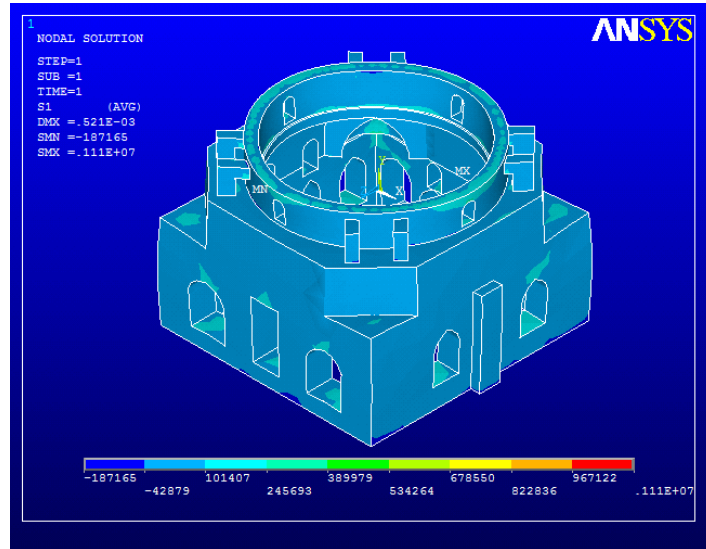 1
ANSYS
NODAL SOLUTION
STEP=1
SUB =1
TIME=1
S1 (AVG)
DMX =.521E-03
SMN =-187165
SMX =.111E+07
MN
MX
Y
X
-187165 101407 389979 678550 967122
-42879 245693 534264 822836 .111E+07